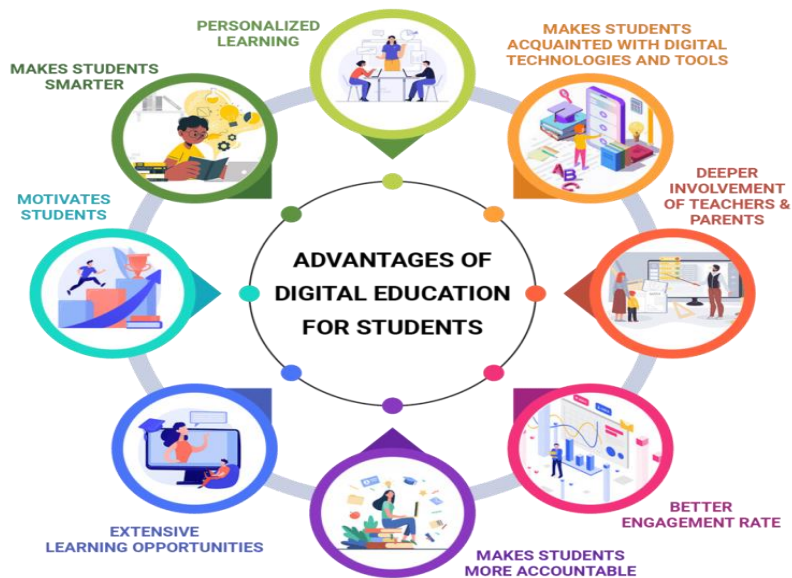 PERSONALIZED
LEARNING
MAKES STUDENTS
ACQUAINTED WITH DIGITAL
TECHNOLOGIES AND TOOLS
DEEPER
INVOLVEMENT
OF TEACHERS &
PARENTS
BETTER
ENGAGEMENT RATE
MAKES STUDENTS
MORE ACCOUNTABLE
EXTENSIVE
LEARNING OPPORTUNITIES
MOTIVATES
STUDENTS
MAKES STUDENTS
SMARTER
ADVANTAGES OF
DIGITAL EDUCATION
FOR STUDENTS
A
B
C